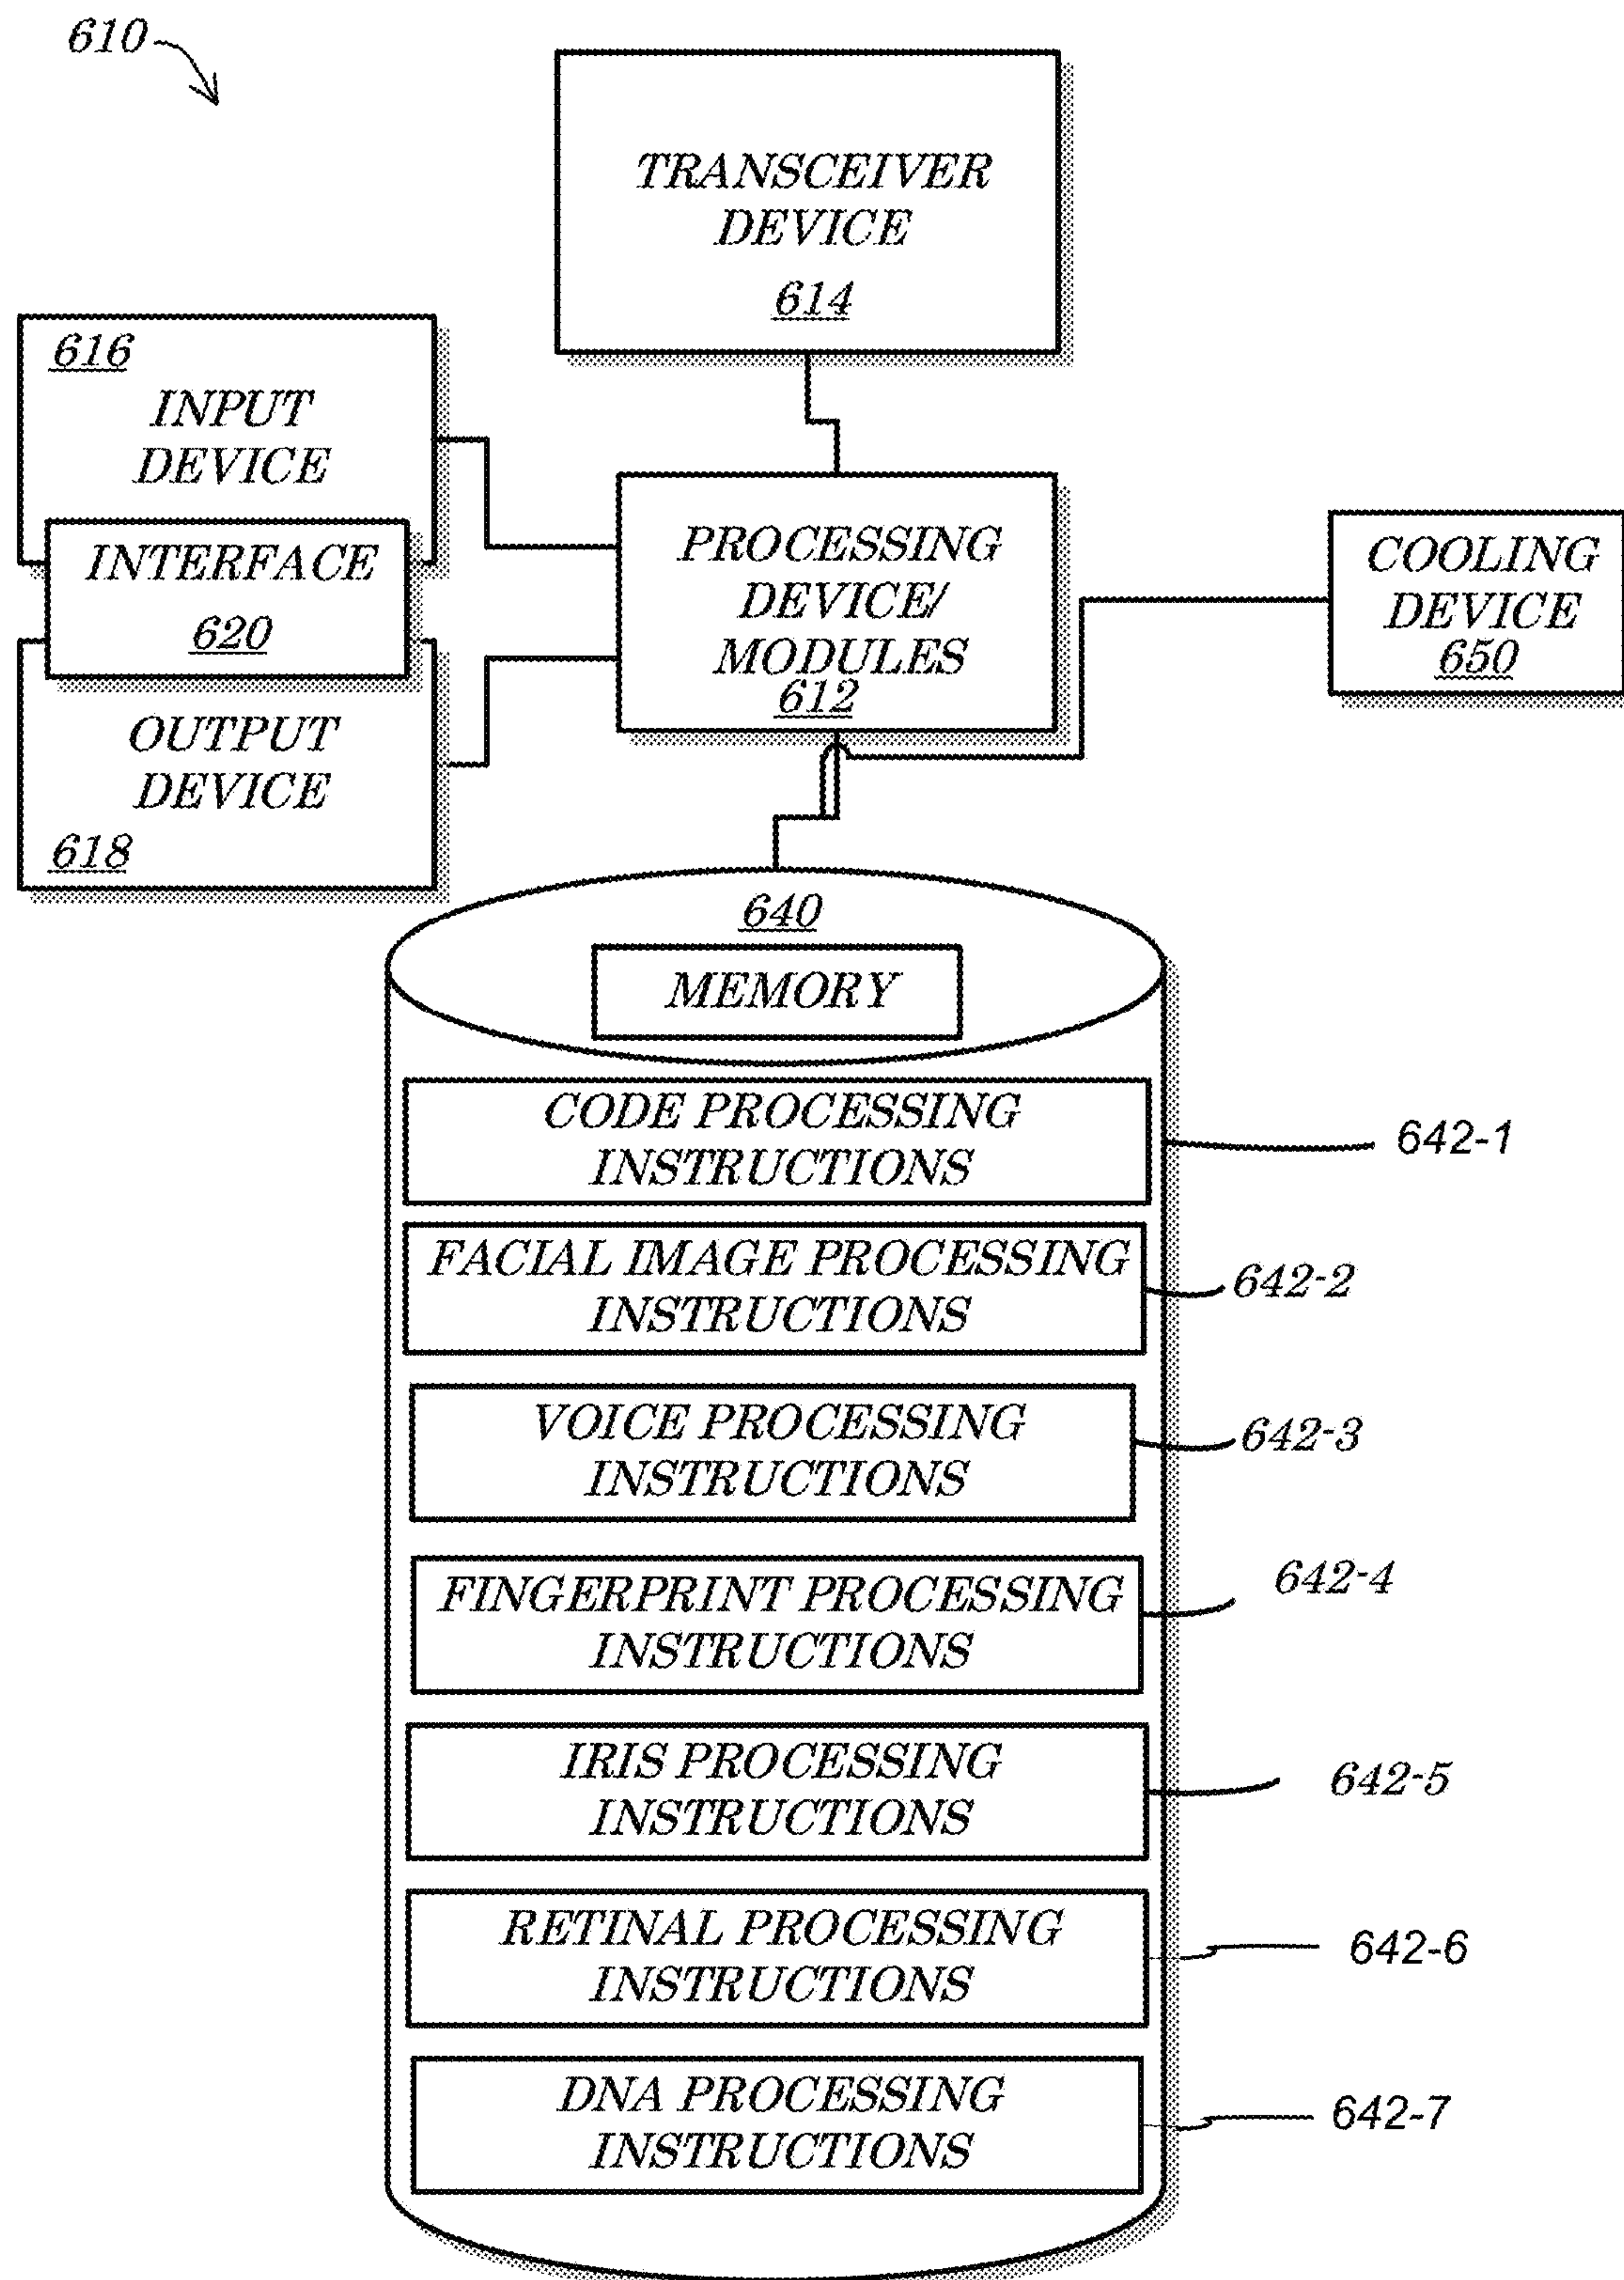 610
TRANSCEIVER
DEVICE
614
616
INPUT
DEVICE
INTERFACE
620
OUTPUT
DEVICE
618
PROCESSING
DEVICE/
MODULES
612
COOLING
DEVICE
650
640
MEMORY
CODE PROCESSING
INSTRUCTIONS
642-1
FACIAL IMAGE PROCESSING
INSTRUCTIONS
642-2
VOICE PROCESSING
INSTRUCTIONS
642-3
FINGERPRINT PROCESSING
INSTRUCTIONS
642-4
IRIS PROCESSING
INSTRUCTIONS
642-5
RETINAL PROCESSING
INSTRUCTIONS
642-6
DNA PROCESSING
INSTRUCTIONS
642-7